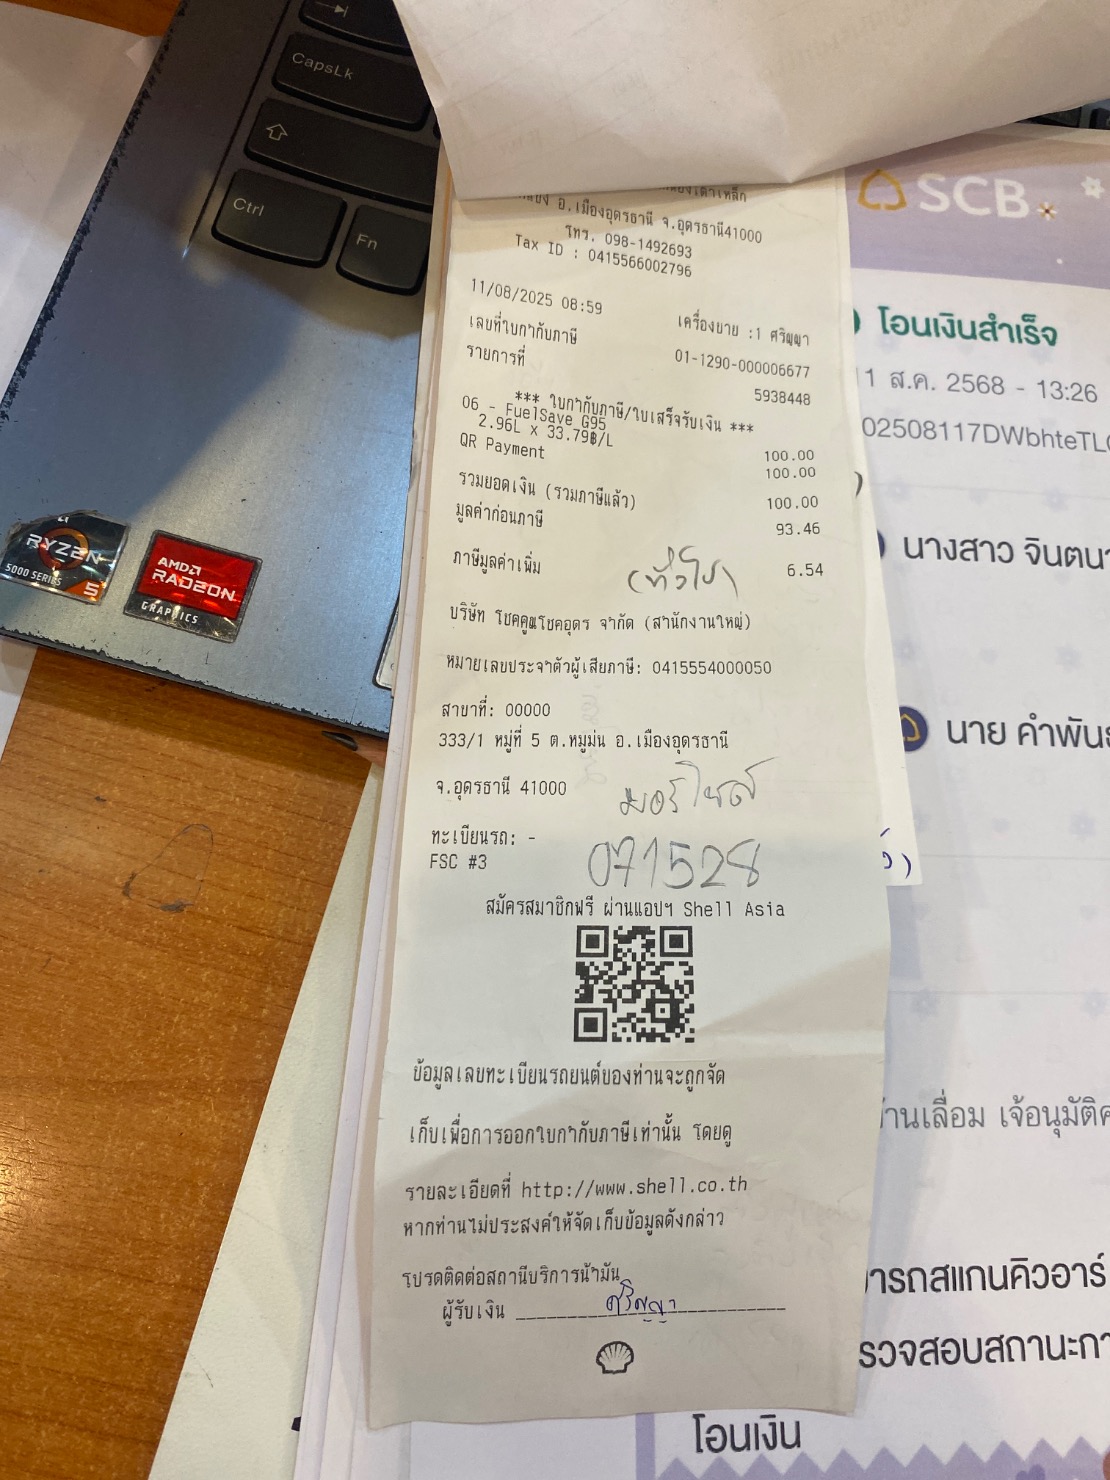 CapsLk
Ctrl
Fn
RYZEN
5000 SERIES
5
AMD
RADEON
GRAPHICS
อ.เมืองอุดรธานี จ.อุดรธานี41000
โทร. 098-1492693
Tax ID : 0415566002796
11/08/2025 08:59
เครื่องขาย :1 ศริญญา
เลขที่ใบกำกับภาษี 01-1290-000006677
รายการที่ 5938448
*** ใบกำกับภาษี/ใบเสร็จรับเงิน ***
06 - FuelSave G95
2.96L x 33.79฿/L 100.00
QR Payment 100.00
รวมยอดเงิน (รวมภาษีแล้ว) 100.00
มูลค่าก่อนภาษี 93.46
ภาษีมูลค่าเพิ่ม 6.54
(ทั่วไป)
บริษัท โชคคูณโชคอุดร จำกัด (สำนักงานใหญ่)
หมายเลขประจำตัวผู้เสียภาษี: 0415554000050
สาขาที่: 00000
333/1 หมู่ที่ 5 ต.หมูม่น อ.เมืองอุดรธานี
จ.อุดรธานี 41000
มอร์ไซส์
ทะเบียนรถ: -
FSC #3
071528
สมัครสมาชิกฟรี ผ่านแอปฯ Shell Asia
ข้อมูลเลขทะเบียนรถยนต์ของท่านจะถูกจัด
เก็บเพื่อการออกใบกำกับภาษีเท่านั้น โดยดู
รายละเอียดที่ http://www.shell.co.th
หากท่านไม่ประสงค์ให้จัดเก็บข้อมูลดังกล่าว
โปรดติดต่อสถานีบริการน้ำมัน
ผู้รับเงิน ศริญญา
SCB
โอนเงินสำเร็จ
1 ส.ค. 2568 - 13:26
02508117DWbhteTL
นางสาว จินตนา
นาย คำพัน
านเลื่อม เจ้อนุมัติ
ารถสแกนคิวอาร์
รวจสอบสถานะกา
โอนเงิน